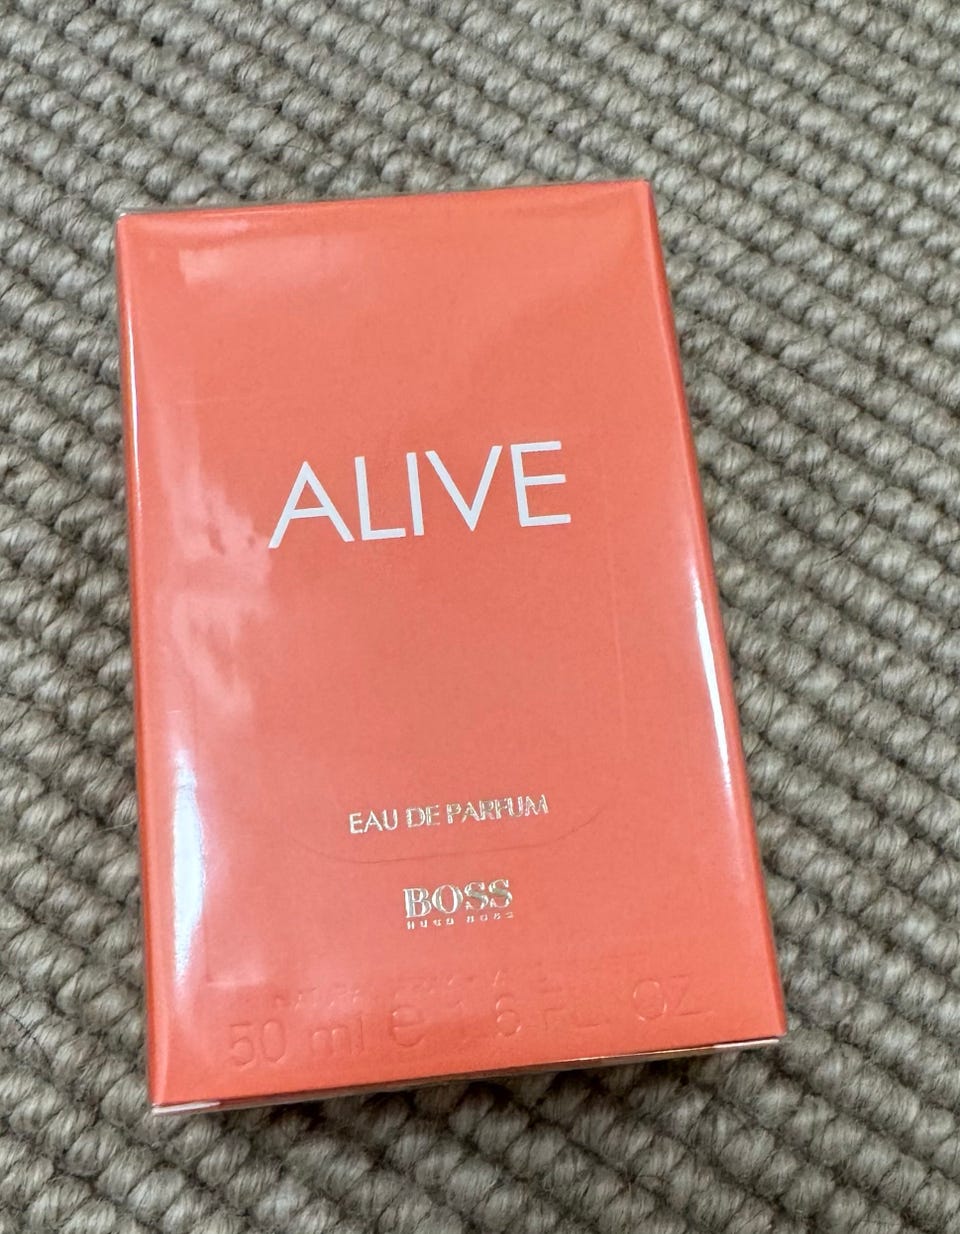 ALIVE
EAU DE PARFUM
BOSS
HUGO BOSS
50 ml e 1.6 FL. OZ